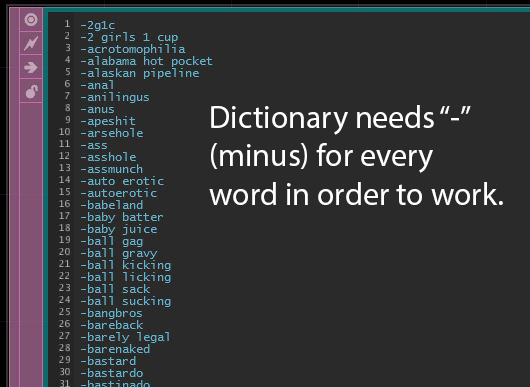 1 -2g1c
2 -2 girls 1 cup
3 -acrotomophilia
4 -alabama hot pocket
5 -alaskan pipeline
6 -anal
7 -anilingus
8 -anus
9 -apeshit
10 -arsehole
11 -ass
12 -asshole
13 -assmunch
14 -auto erotic
15 -autoerotic
16 -babeland
17 -baby batter
18 -baby juice
19 -ball gag
20 -ball gravy
21 -ball kicking
22 -ball licking
23 -ball sack
24 -ball sucking
25 -bangbros
26 -bareback
27 -barely legal
28 -barenaked
29 -bastard
30 -bastardo
31 -bastinado
Dictionary needs “-”
(minus) for every
word in order to work.